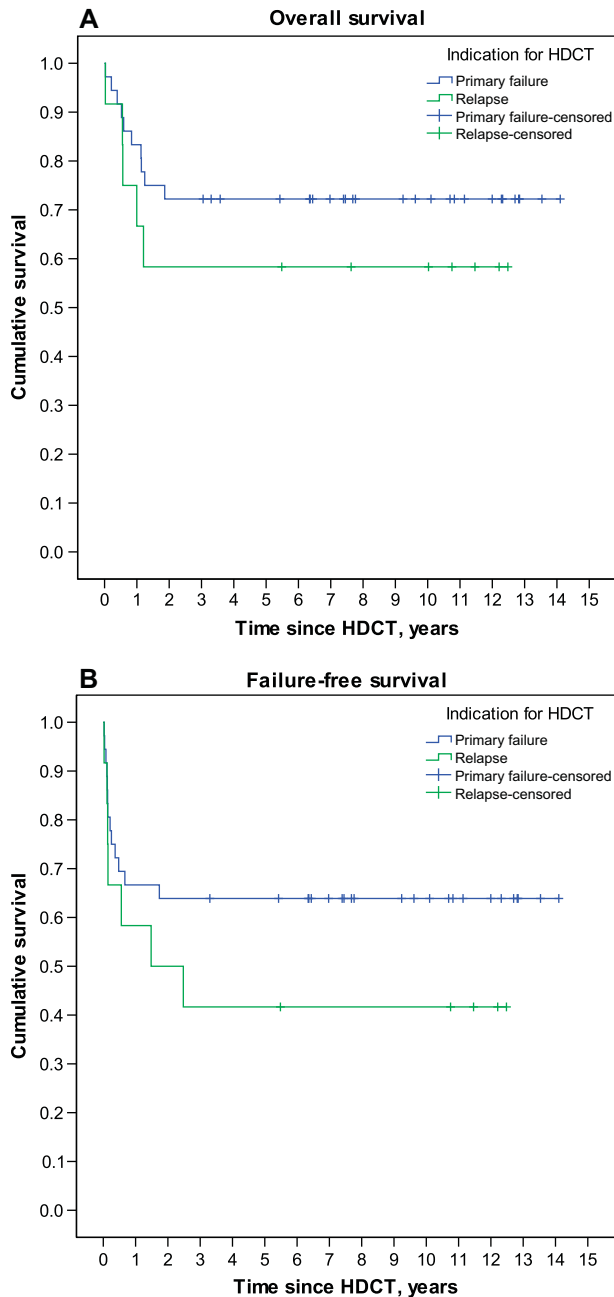 A
Overall survival
Indication for HDCT
Primary failure
Relapse
Primary failure-censored
Relapse-censored
Cumulative survival
1.0
0.9
0.8
0.7
0.6
0.5
0.4
0.3
0.2
0.1
0.0
0 1 2 3 4 5 6 7 8 9 10 11 12 13 14 15
Time since HDCT, years
B
Failure-free survival
Indication for HDCT
Primary failure
Relapse
Primary failure-censored
Relapse-censored
Cumulative survival
1.0
0.9
0.8
0.7
0.6
0.5
0.4
0.3
0.2
0.1
0.0
0 1 2 3 4 5 6 7 8 9 10 11 12 13 14 15
Time since HDCT, years